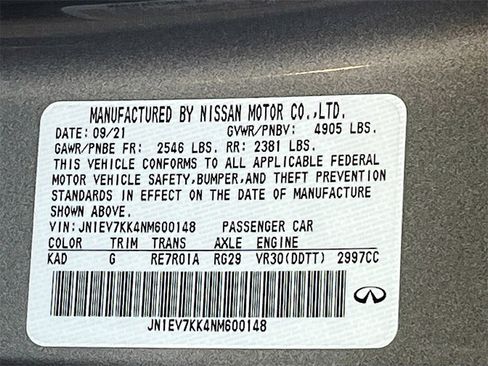 MANUFACTURED BY NISSAN MOTOR CO.,LTD.
DATE: 09/21 GVWR/PNBV: 4905 LBS.
GAWR/PNBE FR: 2546 LBS. RR: 2381 LBS.
THIS VEHICLE CONFORMS TO ALL APPLICABLE FEDERAL
MOTOR VEHICLE SAFETY,BUMPER,AND THEFT PREVENTION
STANDARDS IN EFFECT ON THE DATE OF MANUFACTURE
SHOWN ABOVE.
VIN: JN1EV7KK4NM600148 PASSENGER CAR
COLOR TRIM TRANS AXLE ENGINE
KAD G RE7R01A RG29 VR30(DDTT) 2997CC
JN1EV7KK4NM600148